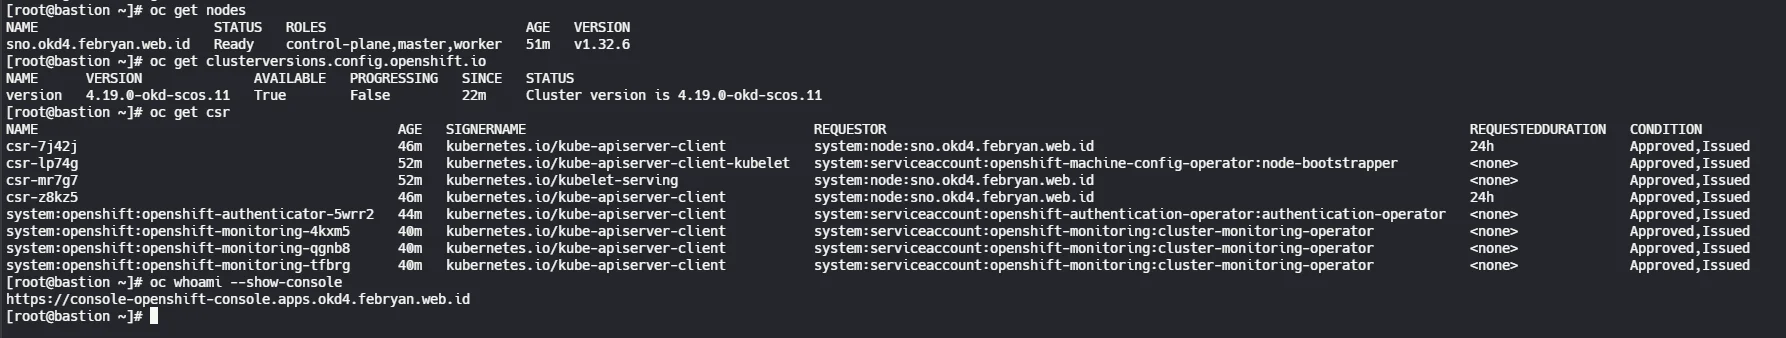 [root@bastion ~]# oc get nodes
NAME                      STATUS   ROLES                         AGE   VERSION
sno.okd4.febryan.web.id   Ready    control-plane,master,worker   51m   v1.32.6
[root@bastion ~]# oc get clusterversions.config.openshift.io
NAME      VERSION              AVAILABLE   PROGRESSING   SINCE   STATUS
version   4.19.0-okd-scos.11   True        False         22m     Cluster version is 4.19.0-okd-scos.11
[root@bastion ~]# oc get csr
NAME                                             AGE   SIGNERNAME                                    REQUESTOR                                                                         REQUESTEDDURATION   CONDITION
csr-7j42j                                        46m   kubernetes.io/kube-apiserver-client           system:node:sno.okd4.febryan.web.id                                               24h                 Approved,Issued
csr-lp74g                                        52m   kubernetes.io/kube-apiserver-client-kubelet   system:serviceaccount:openshift-machine-config-operator:node-bootstrapper         <none>              Approved,Issued
csr-mr7g7                                        52m   kubernetes.io/kubelet-serving                 system:node:sno.okd4.febryan.web.id                                               <none>              Approved,Issued
csr-z8kz5                                        46m   kubernetes.io/kube-apiserver-client           system:node:sno.okd4.febryan.web.id                                               24h                 Approved,Issued
system:openshift:openshift-authenticator-5wrr2   44m   kubernetes.io/kube-apiserver-client           system:serviceaccount:openshift-authentication-operator:authentication-operator   <none>              Approved,Issued
system:openshift:openshift-monitoring-4kxm5      40m   kubernetes.io/kube-apiserver-client           system:serviceaccount:openshift-monitoring:cluster-monitoring-operator            <none>              Approved,Issued
system:openshift:openshift-monitoring-qgnb8      40m   kubernetes.io/kube-apiserver-client           system:serviceaccount:openshift-monitoring:cluster-monitoring-operator            <none>              Approved,Issued
system:openshift:openshift-monitoring-tfbrg      40m   kubernetes.io/kube-apiserver-client           system:serviceaccount:openshift-monitoring:cluster-monitoring-operator            <none>              Approved,Issued
[root@bastion ~]# oc whoami --show-console
https://console-openshift-console.apps.okd4.febryan.web.id
[root@bastion ~]#